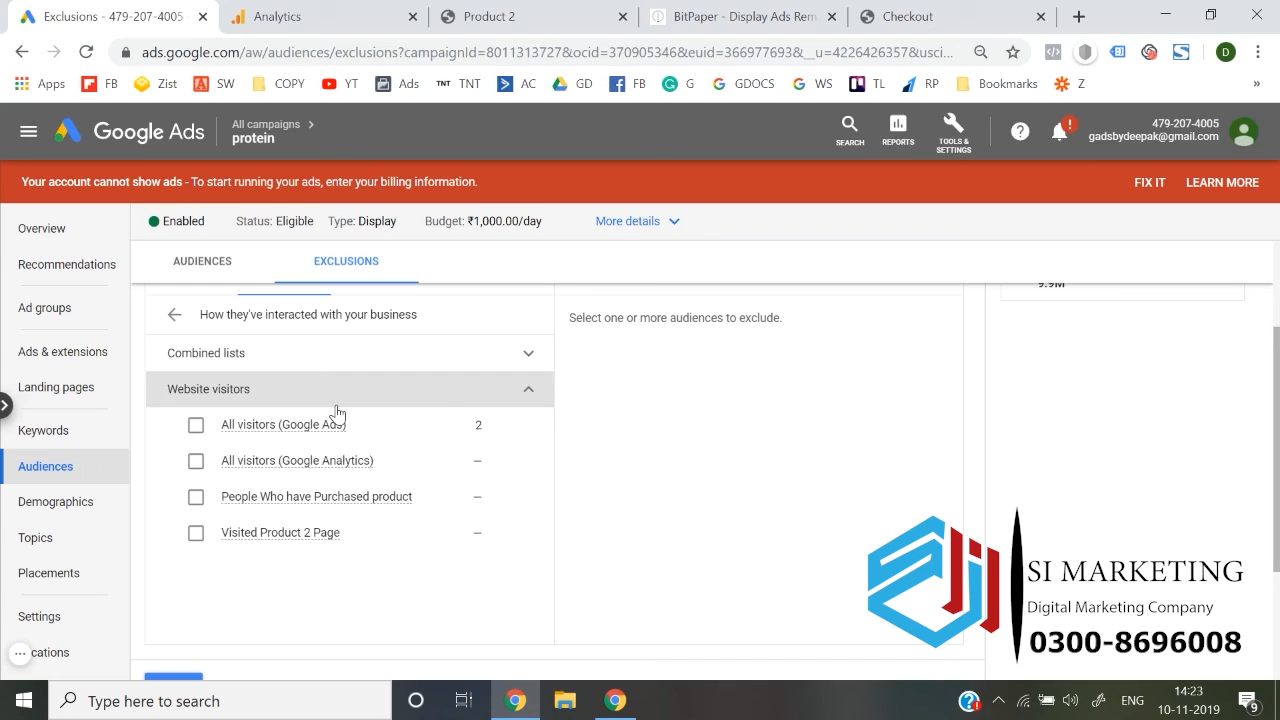 Exclusions - 479-207-4005
Analytics
Product 2
BitPaper - Display Ads Rem
Checkout
ads.google.com/aw/audiences/exclusions?campaignId=8011313727&ocid=370905346&euid=366977693&__u=4226426357&usci...
D
Apps
FB
Zist
SW
COPY
YT
Ads
TNT TNT
AC
GD
FB
G
GDOCS
WS
TL
RP
Bookmarks
Z
»
Google Ads
All campaigns
protein
SEARCH
REPORTS
TOOLS &
SETTINGS
479-207-4005
gadsbydeepak@gmail.com
Your account cannot show ads - To start running your ads, enter your billing information.
FIX IT
LEARN MORE
Enabled
Status: Eligible
Type: Display
Budget: ₹1,000.00/day
More details
Overview
Recommendations
Ad groups
Ads & extensions
Landing pages
Keywords
Audiences
Demographics
Topics
Placements
Settings
cations
AUDIENCES
EXCLUSIONS
How they've interacted with your business
Select one or more audiences to exclude.
9.9M
Combined lists
Website visitors
All visitors (Google Ads)
2
All visitors (Google Analytics)
–
People Who have Purchased product
–
Visited Product 2 Page
–
SI MARKETING
Digital Marketing Company
0300-8696008
Type here to search
ENG
14:23
10-11-2019
9